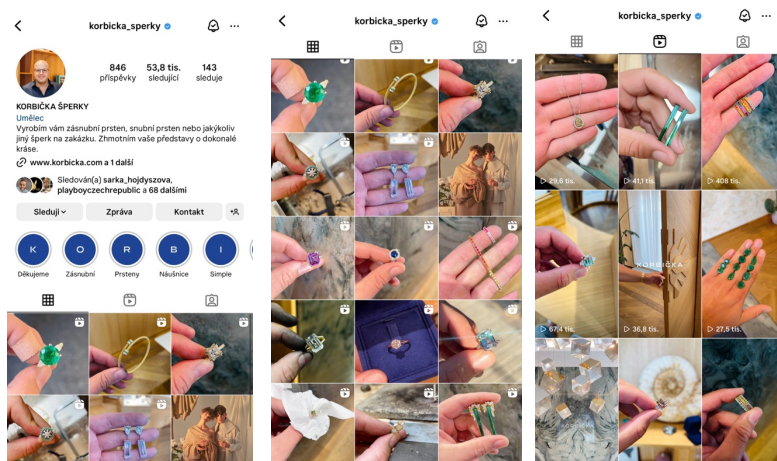 korbicka_sperky
846
53,8 tis.
143
příspěvky
sledující
sleduje
KORBIČKA ŠPERKY
Umělec
Vyrobím vám zásnubní prsten, snubní prsten nebo jakýkoliv
jiný šperk na zakázku. Zhmotním vaše představy o dokonalé
kráse.
www.korbicka.com a 1 další
Sledován(a) sarka_hojdyszova,
playboyczechrepublic a 68 dalšími
Sleduji
Zpráva
Kontakt
K
O
R
B
I
Děkujeme
Zásnubní
Prsteny
Náušnice
Simple
korbicka_sperky
korbicka_sperky
29,6 tis.
41,1 tis.
408 tis.
KORBIČKA
67,4 tis.
36,8 tis.
27,5 tis.